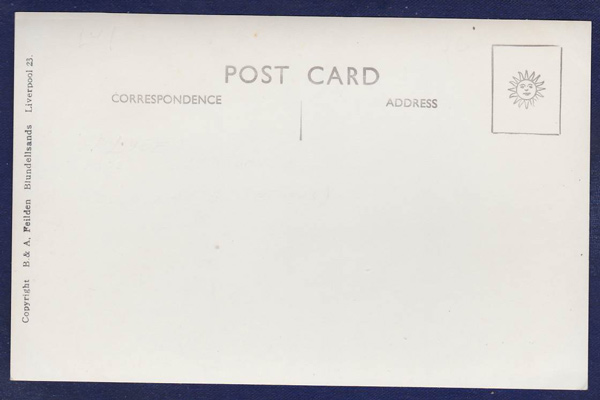 POST CARD
CORRESPONDENCE
ADDRESS
Copyright B. & A. Feilden Blundellsands Liverpool 23.